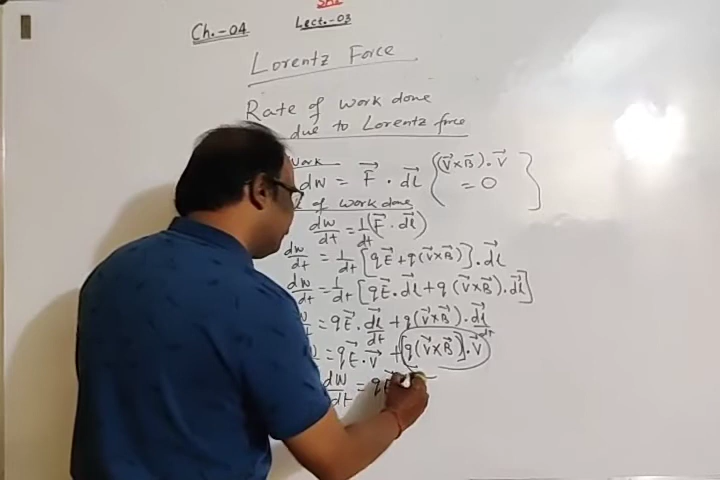 Ch.-04 Lect.-03
Lorentz Force
Rate of work done
due to Lorentz force
work
dW = F⃗ . dl⃗ { (V⃗×B⃗).V⃗ = 0 }
of work done
dW/dt = 1/dt (F⃗ . dl⃗)
dW/dt = 1/dt [qE⃗ + q(V⃗×B⃗)] . dl⃗
dW/dt = 1/dt [qE⃗ . dl⃗ + q(V⃗×B⃗) . dl⃗]
= qE⃗ . dl⃗/dt + q(V⃗×B⃗) . dl⃗/dt
= qE⃗ . V⃗ + [q(V⃗×B⃗)] . V⃗
dW/dt = qE⃗